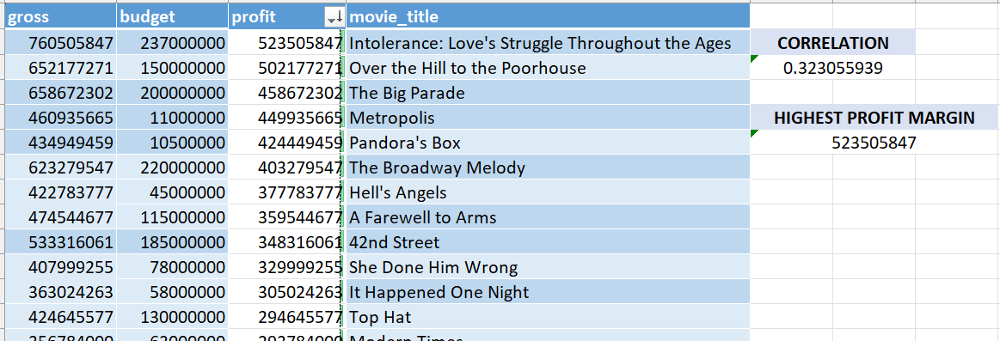 gross budget profit movie_title
760505847 237000000 523505847 Intolerance: Love's Struggle Throughout the Ages CORRELATION
652177271 150000000 502177271 Over the Hill to the Poorhouse 0.323055939
658672302 200000000 458672302 The Big Parade
460935665 11000000 449935665 Metropolis HIGHEST PROFIT MARGIN
434949459 10500000 424449459 Pandora's Box 523505847
623279547 220000000 403279547 The Broadway Melody
422783777 45000000 377783777 Hell's Angels
474544677 115000000 359544677 A Farewell to Arms
533316061 185000000 348316061 42nd Street
407999255 78000000 329999255 She Done Him Wrong
363024263 58000000 305024263 It Happened One Night
424645577 130000000 294645577 Top Hat
Modern Times